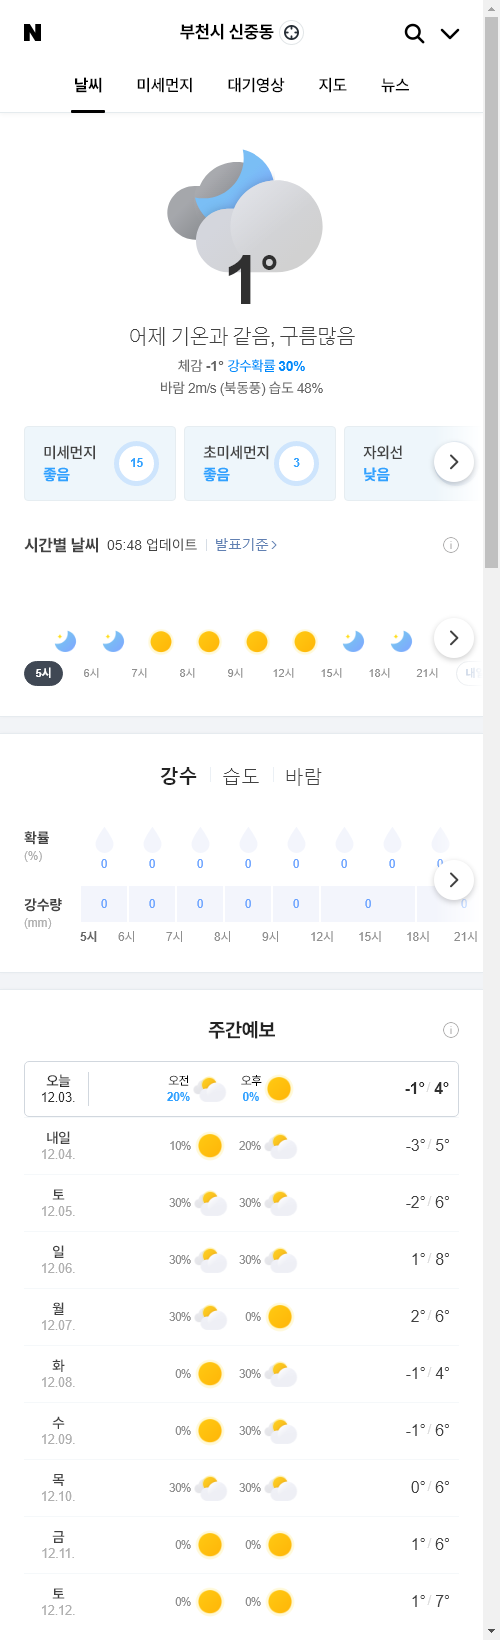 N
부천시 신중동
날씨 미세먼지 대기영상 지도 뉴스
1°
어제 기온과 같음, 구름많음
체감 -1° 강수확률 30%
바람 2m/s (북동풍) 습도 48%
미세먼지 좋음 15
초미세먼지 좋음 3
자외선 낮음
시간별 날씨 05:48 업데이트 발표기준
5시 6시 7시 8시 9시 12시 15시 18시 21시
강수 습도 바람
확률 (%)
0 0 0 0 0 0 0 0
강수량 (mm)
0 0 0 0 0 0 0
5시 6시 7시 8시 9시 12시 15시 18시 21시
주간예보
오늘 12.03. 오전 20% 오후 0% -1° / 4°
내일 12.04. 10% 20% -3° / 5°
토 12.05. 30% 30% -2° / 6°
일 12.06. 30% 30% 1° / 8°
월 12.07. 30% 0% 2° / 6°
화 12.08. 0% 30% -1° / 4°
수 12.09. 0% 30% -1° / 6°
목 12.10. 30% 30% 0° / 6°
금 12.11. 0% 0% 1° / 6°
토 12.12. 0% 0% 1° / 7°